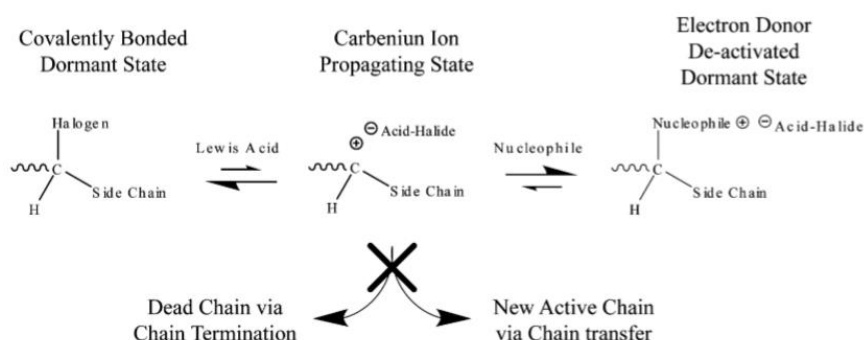 Covalently Bonded
Dormant State
Carbeniun Ion
Propagating State
Electron Donor
De-activated
Dormant State
Halogen
C
H
Side Chain
Lewis Acid
⊕ ⊖ Acid-Halide
C
H
Side Chain
Nucleophile
Nucleophile ⊕ ⊖ Acid-Halide
C
H
Side Chain
Dead Chain via
Chain Termination
New Active Chain
via Chain transfer